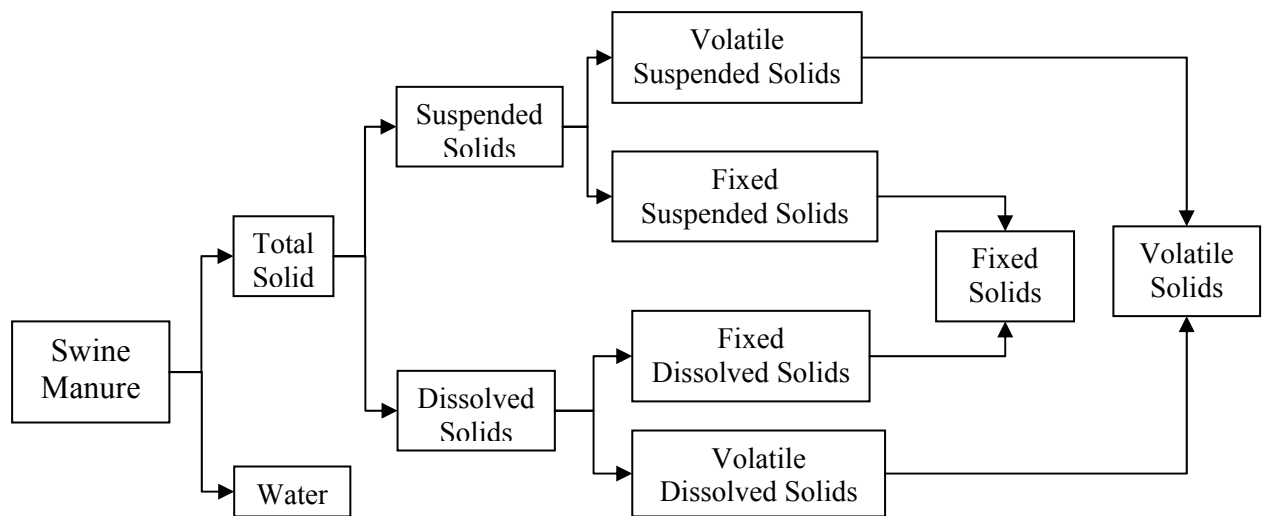 Swine
Manure
Total
Solid
Water
Suspended
Solids
Dissolved
Solids
Volatile
Suspended Solids
Fixed
Suspended Solids
Fixed
Dissolved Solids
Volatile
Dissolved Solids
Fixed
Solids
Volatile
Solids